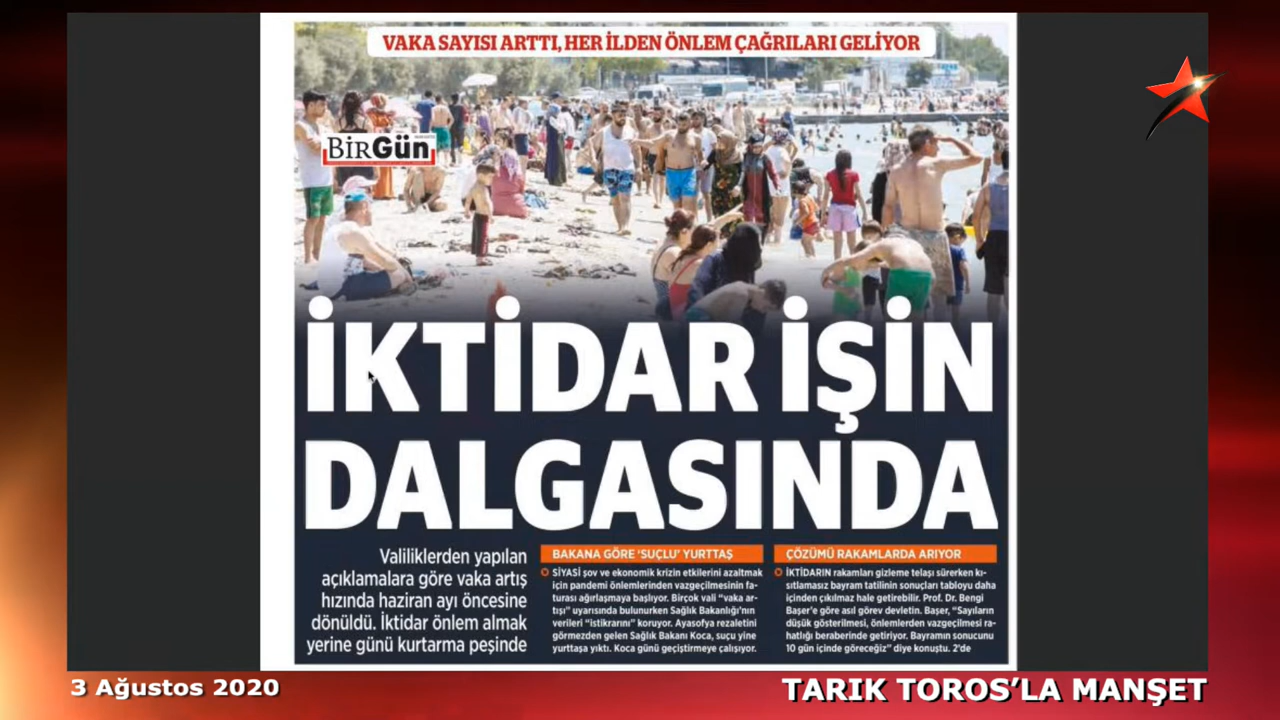 VAKA SAYISI ARTTI, HER İLDEN ÖNLEM ÇAĞRILARI GELİYOR
BİRGün
İKTİDAR İŞİN
DALGASINDA
Valiliklerden yapılan
açıklamalara göre vaka artış
hızında haziran ayı öncesine
dönüldü. İktidar önlem almak
yerine günü kurtarma peşinde
BAKANA GÖRE 'SUÇLU' YURTTAŞ
SİYASİ şov ve ekonomik krizin etkilerini azaltmak
için pandemi önlemlerinden vazgeçilmesinin fa-
turası ağırlaşmaya başlıyor. Birçok vali “vaka ar-
tışı” uyarısında bulunurken Sağlık Bakanlığı'nın
verileri “istikrarını” koruyor. Ayasofya rezaletini
görmezden gelen Sağlık Bakanı Koca, suçu yine
yurttaşa yıktı. Koca günü geçiştirmeye çalışıyor.
ÇÖZÜMÜ RAKAMLARDA ARIYOR
İKTİDARIN rakamları gizleme telaşı sürerken kı-
sıtlamasız bayram tatilinin sonuçları tabloyu daha
içinden çıkılmaz hale getirebilir. Prof. Dr. Bengi
Başer'e göre asıl görev devletin. Başer, “Sayıların
düşük gösterilmesi, önlemlerden vazgeçilmesi ra-
hatlığı beraberinde getiriyor. Bayramın sonucunu
10 gün içinde göreceğiz” diye konuştu. 2'de
3 Ağustos 2020
TARIK TOROS'LA MANŞET